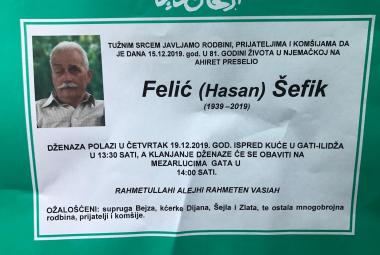 TUŽNIM SRCEM JAVLJAMO RODBINI, PRIJATELJIMA I KOMŠIJAMA DA
JE DANA 15.12.2019. god. U 81. GODINI ŽIVOTA U NJEMAČKOJ NA
AHIRET PRESELIO
Felić (Hasan) Šefik
(1939 –2019)
DŽENAZA POLAZI U ČETVRTAK 19.12.2019. GOD. ISPRED KUĆE U GATI-ILIDŽA
U 13:30 SATI, A KLANJANJE DŽENAZE ĆE SE OBAVITI NA
MEZARLUCIMA GATA U
14:00 SATI.
RAHMETULLAHI ALEJHI RAHMETEN VASIAH
OŽALOŠĆENI: supruga Bejza, kćerke Dijana, Šejla i Zlata, te ostala mnogobrojna
rodbina, prijatelji i komšije.